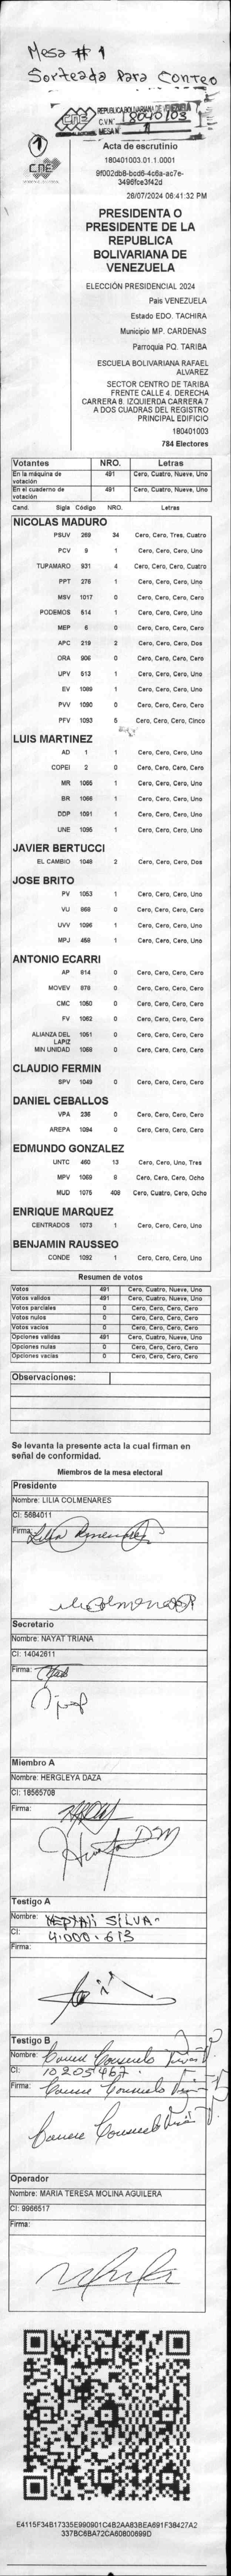 Mesa # 1
Sorteada Para Conteo
CNE
REPUBLICA BOLIVARIANA DE VENEZUELA
C.V.N° 18040103
MESA N° 1
1
CNE
Acta de escrutinio
180401003.01.1.0001
9f002db8-bcd6-4c6a-ac7e-
3496fce3f42d
28/07/2024 06:41:32 PM
PRESIDENTA O
PRESIDENTE DE LA
REPUBLICA
BOLIVARIANA DE
VENEZUELA
ELECCIÓN PRESIDENCIAL 2024
Pais VENEZUELA
Estado EDO. TACHIRA
Municipio MP. CARDENAS
Parroquia PQ. TARIBA
ESCUELA BOLIVARIANA RAFAEL
ALVAREZ
SECTOR CENTRO DE TARIBA
FRENTE CALLE 4. DERECHA
CARRERA 8. IZQUIERDA CARRERA 7
A DOS CUADRAS DEL REGISTRO
PRINCIPAL EDIFICIO
180401003
784 Electores
Votantes NRO. Letras
En la máquina de votación 491 Cero, Cuatro, Nueve, Uno
En el cuaderno de votación 491 Cero, Cuatro, Nueve, Uno
Cand. Sigla Código NRO. Letras
NICOLAS MADURO
PSUV 269 34 Cero, Cero, Tres, Cuatro
PCV 9 1 Cero, Cero, Cero, Uno
TUPAMARO 931 4 Cero, Cero, Cero, Cuatro
PPT 276 1 Cero, Cero, Cero, Uno
MSV 1017 0 Cero, Cero, Cero, Cero
PODEMOS 614 1 Cero, Cero, Cero, Uno
MEP 6 0 Cero, Cero, Cero, Cero
APC 219 2 Cero, Cero, Cero, Dos
ORA 906 0 Cero, Cero, Cero, Cero
UPV 513 1 Cero, Cero, Cero, Uno
EV 1089 1 Cero, Cero, Cero, Uno
PVV 1090 0 Cero, Cero, Cero, Cero
PFV 1093 5 Cero, Cero, Cero, Cinco
LUIS MARTINEZ
AD 1 1 Cero, Cero, Cero, Uno
COPEI 2 0 Cero, Cero, Cero, Cero
MR 1065 1 Cero, Cero, Cero, Uno
BR 1066 1 Cero, Cero, Cero, Uno
DDP 1091 1 Cero, Cero, Cero, Uno
UNE 1095 1 Cero, Cero, Cero, Uno
JAVIER BERTUCCI
EL CAMBIO 1048 2 Cero, Cero, Cero, Dos
JOSE BRITO
PV 1053 1 Cero, Cero, Cero, Uno
VU 868 0 Cero, Cero, Cero, Cero
UVV 1096 1 Cero, Cero, Cero, Uno
MPJ 458 1 Cero, Cero, Cero, Uno
ANTONIO ECARRI
AP 814 0 Cero, Cero, Cero, Cero
MOVEV 878 0 Cero, Cero, Cero, Cero
CMC 1050 0 Cero, Cero, Cero, Cero
FV 1062 0 Cero, Cero, Cero, Cero
ALIANZA DEL LAPIZ 1051 0 Cero, Cero, Cero, Cero
MIN UNIDAD 1068 0 Cero, Cero, Cero, Cero
CLAUDIO FERMIN
SPV 1049 0 Cero, Cero, Cero, Cero
DANIEL CEBALLOS
VPA 236 0 Cero, Cero, Cero, Cero
AREPA 1094 0 Cero, Cero, Cero, Cero
EDMUNDO GONZALEZ
UNTC 460 13 Cero, Cero, Uno, Tres
MPV 1069 8 Cero, Cero, Cero, Ocho
MUD 1075 408 Cero, Cuatro, Cero, Ocho
ENRIQUE MARQUEZ
CENTRADOS 1073 1 Cero, Cero, Cero, Uno
BENJAMIN RAUSSEO
CONDE 1092 1 Cero, Cero, Cero, Uno
Resumen de votos
Votos 491 Cero, Cuatro, Nueve, Uno
Votos validos 491 Cero, Cuatro, Nueve, Uno
Votos parciales 0 Cero, Cero, Cero, Cero
Votos nulos 0 Cero, Cero, Cero, Cero
Votos vacios 0 Cero, Cero, Cero, Cero
Opciones validas 491 Cero, Cuatro, Nueve, Uno
Opciones nulas 0 Cero, Cero, Cero, Cero
Opciones vacias 0 Cero, Cero, Cero, Cero
Observaciones:
Se levanta la presente acta la cual firman en
señal de conformidad.
Miembros de la mesa electoral
Presidente
Nombre: LILIA COLMENARES
CI: 5684011
Firma:
Secretario
Nombre: NAYAT TRIANA
CI: 14042611
Firma:
Miembro A
Nombre: HERGLEYA DAZA
CI: 18565708
Firma:
Testigo A
Nombre: NEPTALI SILVA
CI: 4.000.613
Firma:
Testigo B
Nombre: Consuelo
CI: 10205467.
Firma: Consuelo
Consuelo
Operador
Nombre: MARIA TERESA MOLINA AGUILERA
CI: 9966517
Firma:
E4115F34B17335E990901C4B2AA83BEA691F38427A2
337BC6BA72CA60800699D